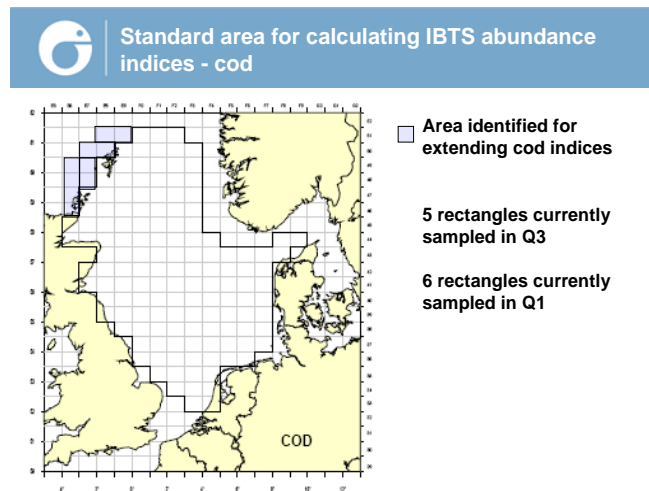 Standard area for calculating IBTS abundance
indices - cod
Area identified for
extending cod indices
5 rectangles currently
sampled in Q3
6 rectangles currently
sampled in Q1
COD